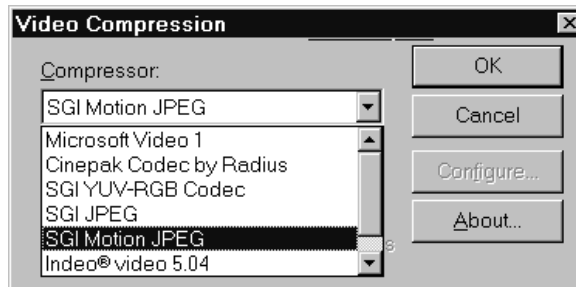 Video Compression
Compressor:
SGI Motion JPEG
Microsoft Video 1
Cinepak Codec by Radius
SGI YUV-RGB Codec
SGI JPEG
SGI Motion JPEG
Indeo® video 5.04
s
OK
Cancel
Configure...
About...